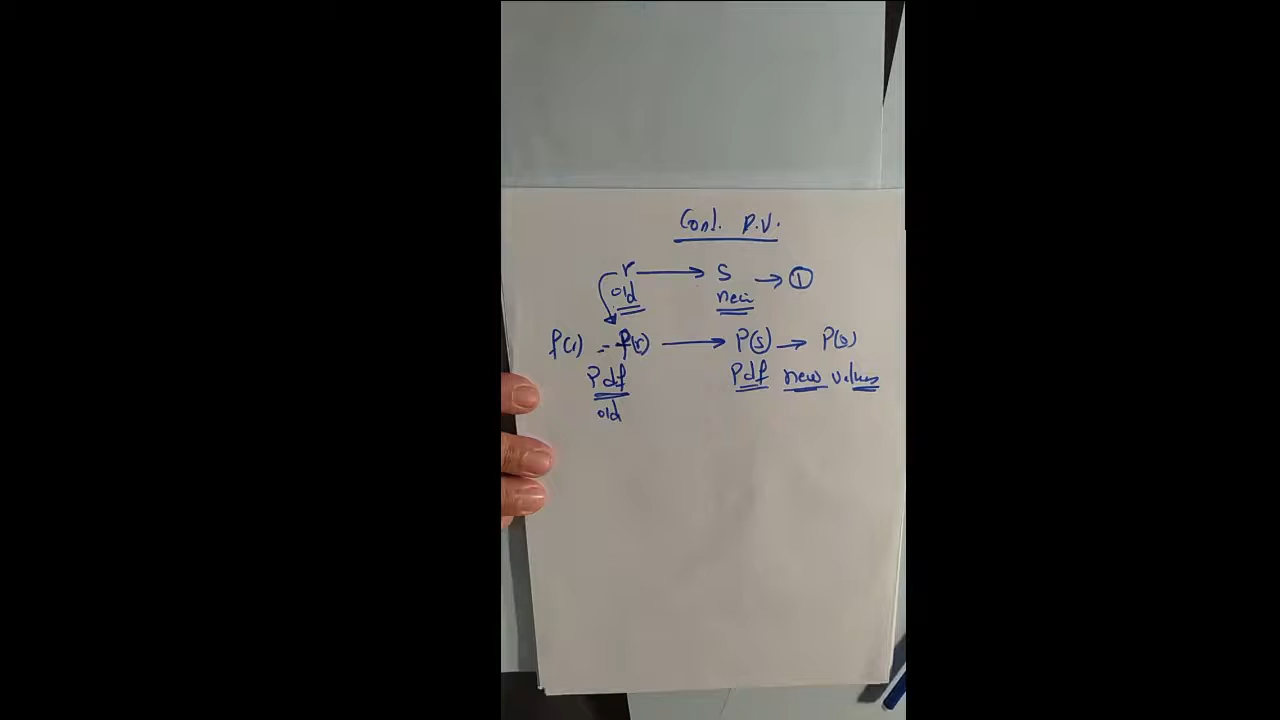 Cont. R.V.
r → S → ①
old new
f(r) = f(r) → P(s) → P(s)
Pdf Pdf new values
old